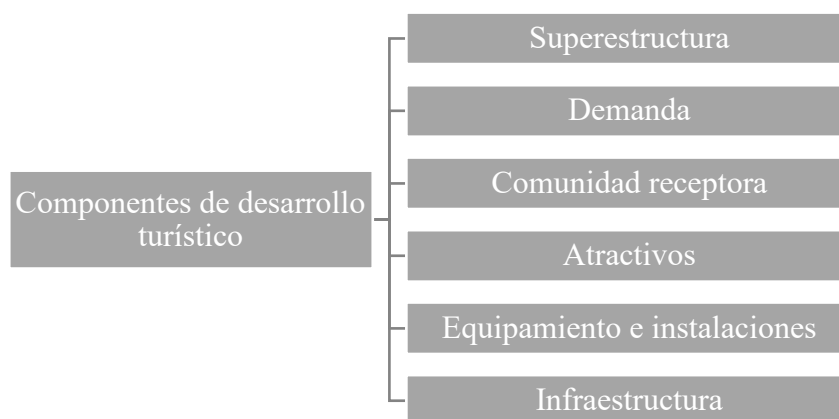 Superestructura
Demanda
Comunidad receptora
Componentes de desarrollo
turístico
Atractivos
Equipamiento e instalaciones
Infraestructura